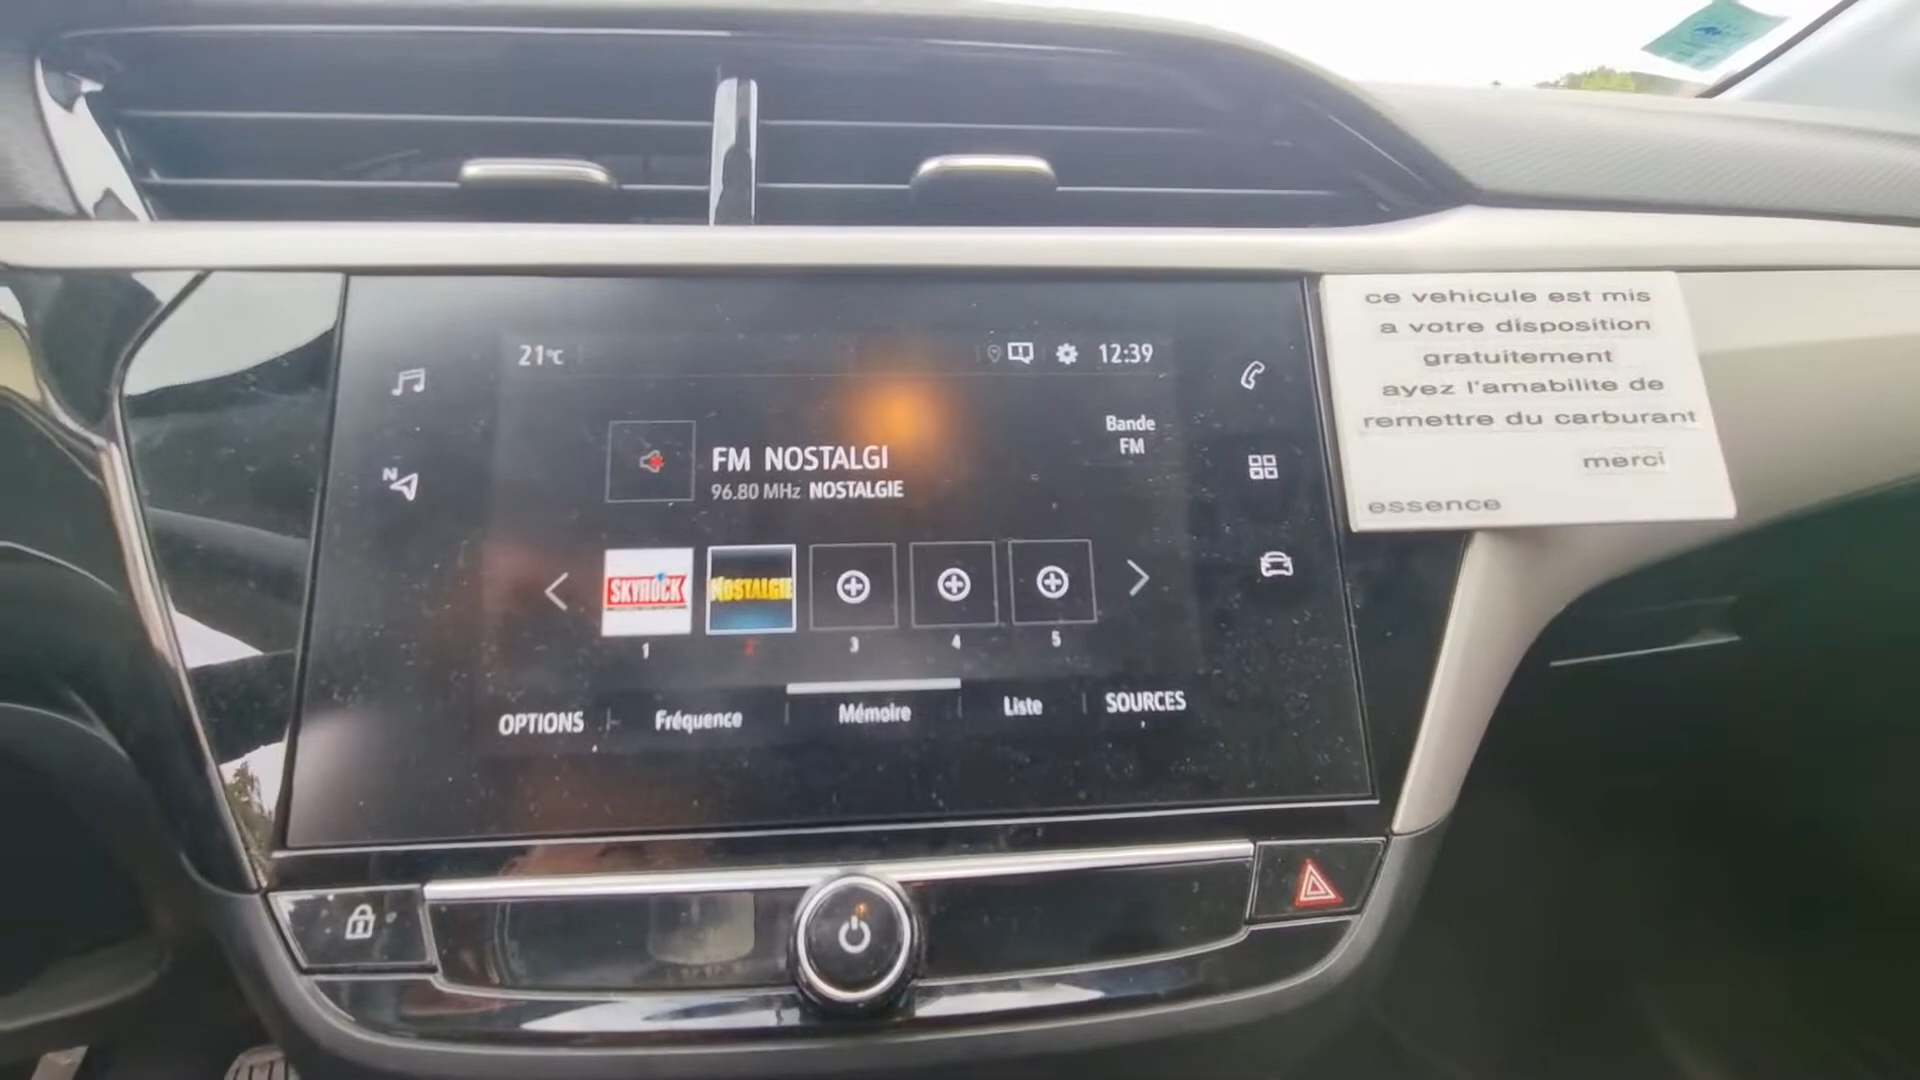 21°C
12:39
FM NOSTALGI
96.80 MHz NOSTALGIE
Bande
FM
N
SKYROCK
NOSTALGIE
1
2
3
4
5
OPTIONS
Fréquence
Mémoire
Liste
SOURCES
ce vehicule est mis
a votre disposition
gratuitement
ayez l'amabilite de
remettre du carburant
merci
essence